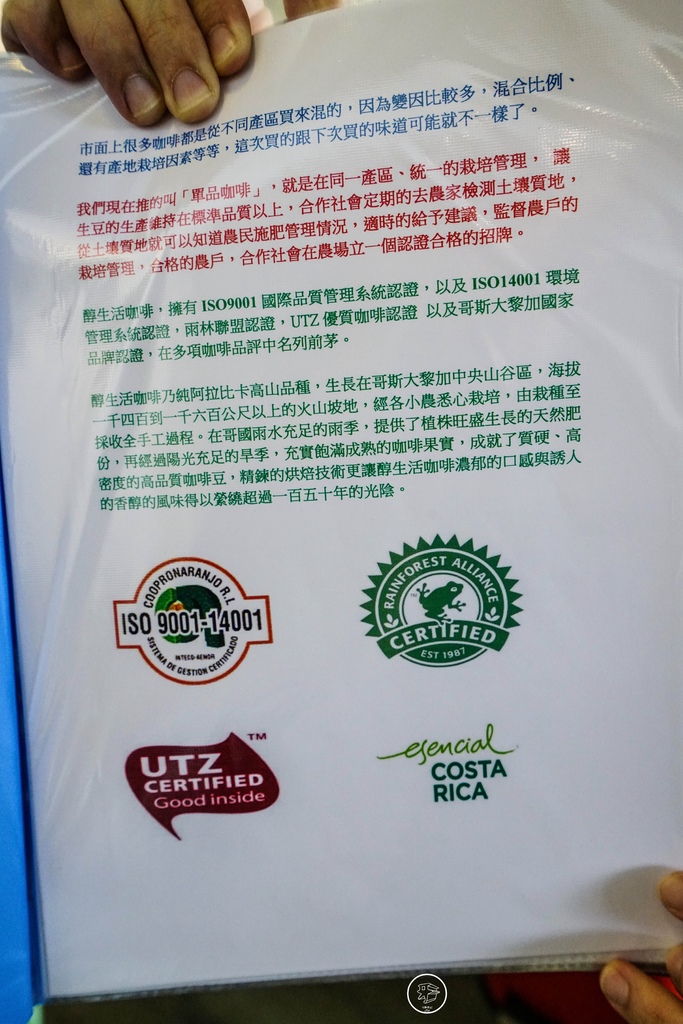 市面上很多咖啡都是從不同產區買來混的，因為變因比較多，混合比例、
還有產地栽培因素等等，這次買的跟下次買的味道可能就不一樣了。
我們現在推的叫「單品咖啡」，就是在同一產區、統一的栽培管理， 讓
生豆的生產維持在標準品質以上，合作社會定期的去農家檢測土壤質地，
從土壤質地就可以知道農民施肥管理情況，適時的給予建議，監督農戶的
栽培管理，合格的農戶，合作社會在農場立一個認證合格的招牌。
醇生活咖啡，擁有 ISO9001 國際品質管理系統認證，以及 ISO14001 環境
管理系統認證，雨林聯盟認證，UTZ 優質咖啡認證 以及哥斯大黎加國家
品牌認證，在多項咖啡品評中名列前茅。
醇生活咖啡乃純阿拉比卡高山品種，生長在哥斯大黎加中央山谷區，海拔
一千四百到一千六百公尺以上的火山坡地，經各小農悉心栽培，由栽種至
採收全手工過程。在哥國雨水充足的雨季，提供了植株旺盛生長的天然肥
份，再經過陽光充足的旱季，充實飽滿成熟的咖啡果實，成就了質硬、高
密度的高品質咖啡豆，精鍊的烘焙技術更讓醇生活咖啡濃郁的口感與誘人
的香醇的風味得以縈繞超過一百五十年的光陰。
COOPRONARANJO R.L
ISO 9001-14001
INTECO-AENOR
SISTEMA DE GESTION CERTIFICADO
RAINFOREST ALLIANCE
TM
CERTIFIED
EST 1987
UTZ TM
CERTIFIED
Good inside
esencial
COSTA
RICA